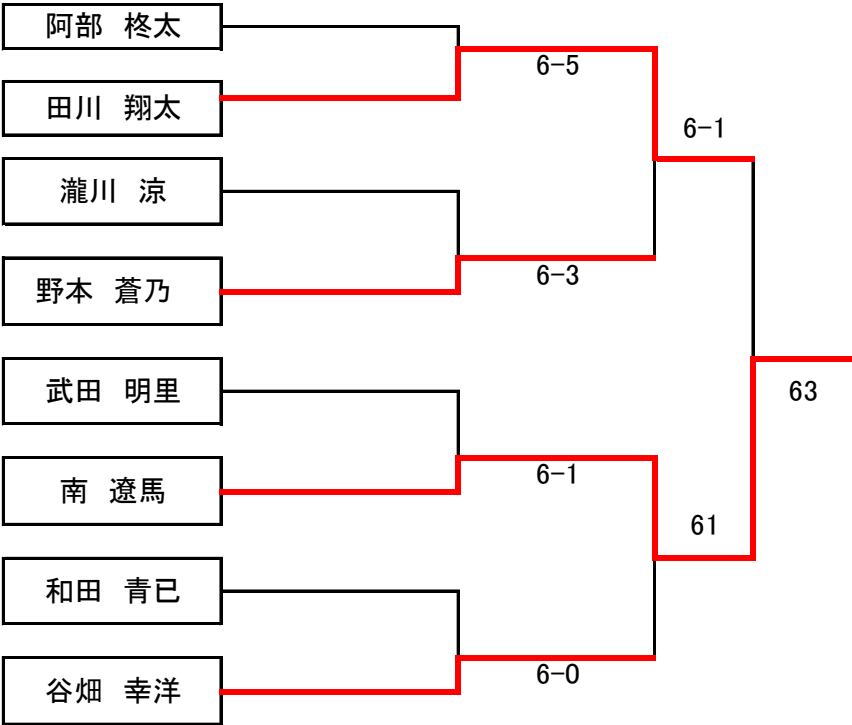 阿部　柊太
6-5
田川　翔太
6-1
瀧川　涼
野本　蒼乃
6-3
武田　明里
63
南　遼馬
6-1
61
和田　青已
谷畑　幸洋
6-0